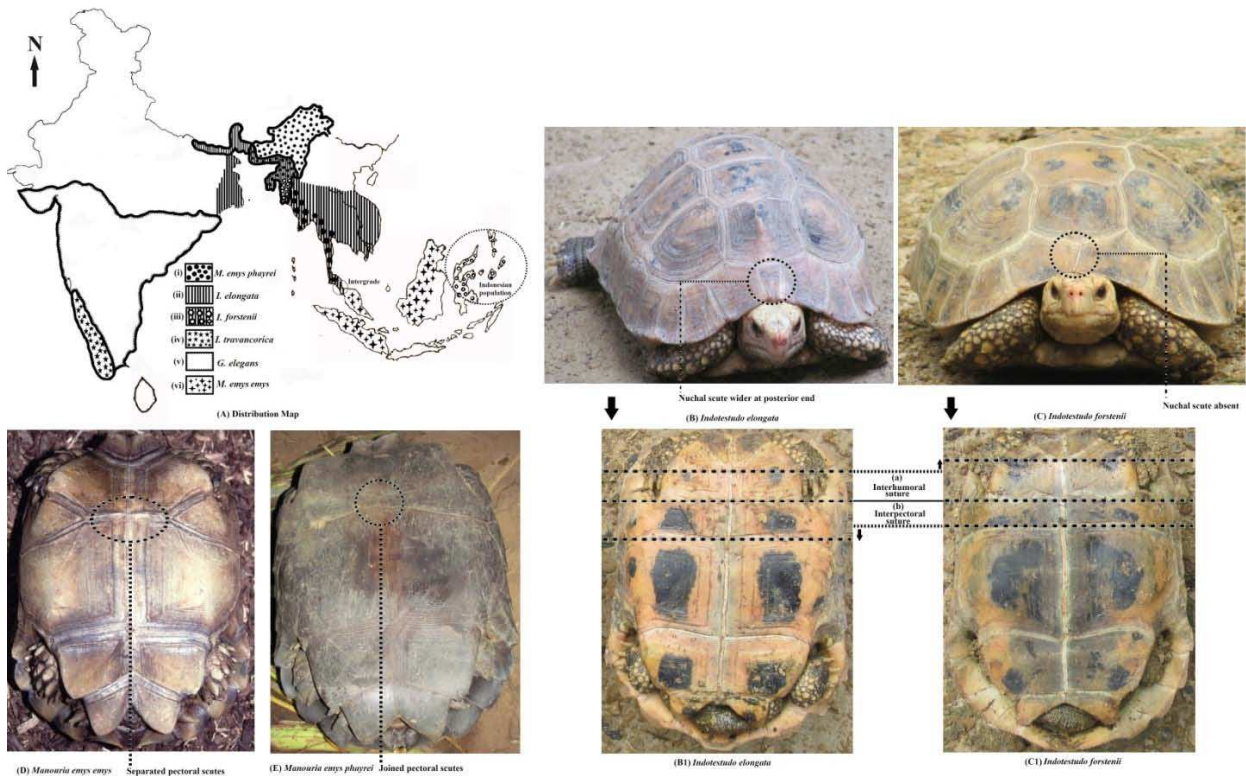 N
Intergrade
Indonesian
population
(i) M. emys phayrei
(ii) I. elongata
(iii) I. forstenii
(iv) I. travancorica
(v) G. elegans
(vi) M. emys emys
(A) Distribution Map
Nuchal scute wider at posterior end
(B) Indotestudo elongata
Nuchal scute absent
(C) Indotestudo forstenii
(a)
Interhumoral
suture
(b)
Interpectoral
suture
(D) Manouria emys emys
Separated pectoral scutes
(E) Manouria emys phayrei
Joined pectoral scutes
(B1) Indotestudo elongata
(C1) Indotestudo forstenii